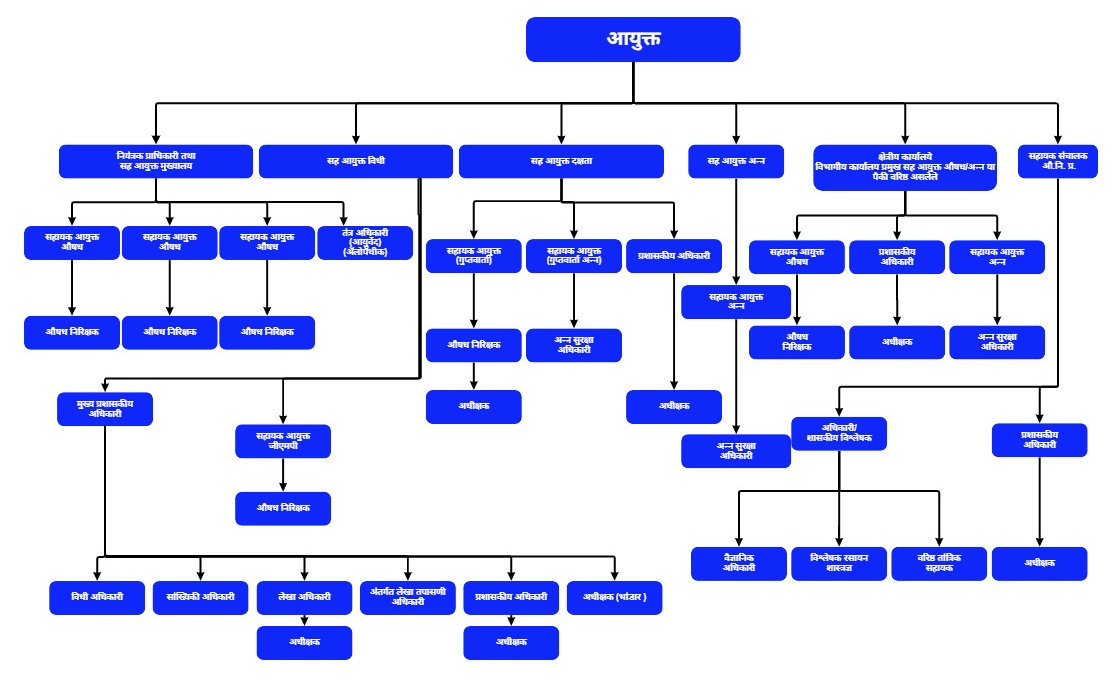 आयुक्त
नियंत्रक प्राधिकारी तथा
सह आयुक्त मुख्यालय
सह आयुक्त विधी
सह आयुक्त दक्षता
सह आयुक्त अन्न
क्षेत्रीय कार्यालये
विभागीय कार्यालय प्रमुख सह आयुक्त औषध/अन्न या
पैकी वरिष्ठ असलेले
सहायक संचालक
औ.नि. प्र.
सहायक आयुक्त
औषध
सहायक आयुक्त
औषध
सहायक आयुक्त
औषध
तंत्र अधिकारी
(आयुर्वेद)
(ॲलोपॅथीक)
सहायक आयुक्त
(गुप्तवार्ता)
सहायक आयुक्त
(गुप्तवार्ता अन्न)
प्रशासकीय अधिकारी
सहायक आयुक्त
औषध
प्रशासकीय
अधिकारी
सहायक आयुक्त
अन्न
सहायक आयुक्त
अन्न
औषध निरिक्षक
औषध निरिक्षक
औषध निरिक्षक
औषध निरिक्षक
अन्न सुरक्षा
अधिकारी
औषध
निरिक्षक
अधीक्षक
अन्न सुरक्षा
अधिकारी
मुख्य प्रशासकीय
अधिकारी
अधीक्षक
अधीक्षक
सहायक आयुक्त
जीएमपी
अन्न सुरक्षा
अधिकारी
अधिकारी/
शासकीय विश्लेषक
प्रशासकीय
अधिकारी
औषध निरिक्षक
वैज्ञानिक
अधिकारी
विश्लेषक रसायन
शास्त्रज्ञ
वरिष्ठ तांत्रिक
सहायक
अधीक्षक
विधी अधिकारी
सांख्यिकी अधिकारी
लेखा अधिकारी
अंतर्गत लेखा तपासणी
अधिकारी
प्रशासकीय अधिकारी
अधीक्षक (भांडार )
अधीक्षक
अधीक्षक